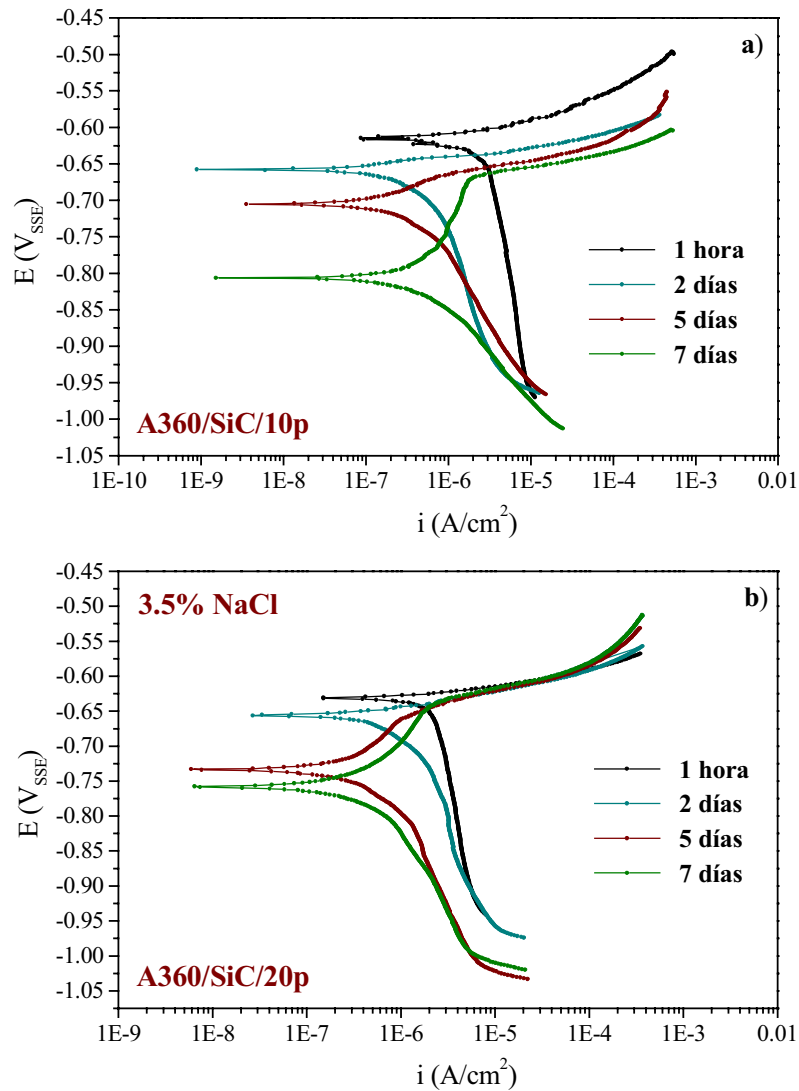 a)
-0.45
-0.50
-0.55
-0.60
-0.65
-0.70
-0.75
-0.80
-0.85
-0.90
-0.95
-1.00
-1.05
E (V_SSE)
1 hora
2 días
5 días
7 días
A360/SiC/10p
1E-10 1E-9 1E-8 1E-7 1E-6 1E-5 1E-4 1E-3 0.01
i (A/cm²)
b)
3.5% NaCl
-0.45
-0.50
-0.55
-0.60
-0.65
-0.70
-0.75
-0.80
-0.85
-0.90
-0.95
-1.00
-1.05
E (V_SSE)
1 hora
2 días
5 días
7 días
A360/SiC/20p
1E-9 1E-8 1E-7 1E-6 1E-5 1E-4 1E-3 0.01
i (A/cm²)